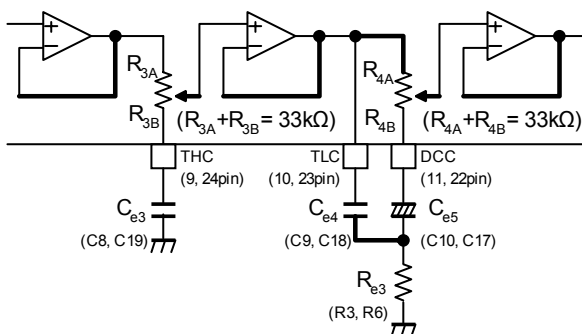 +
−
+
−
+
−
R3A
R4A
R3B
(R3A+R3B= 33kΩ)
R4B
(R4A+R4B= 33kΩ)
THC
TLC
DCC
(9, 24pin)
(10, 23pin)
(11, 22pin)
Ce3
Ce4
Ce5
(C8, C19)
(C9, C18)
(C10, C17)
Re3
(R3, R6)